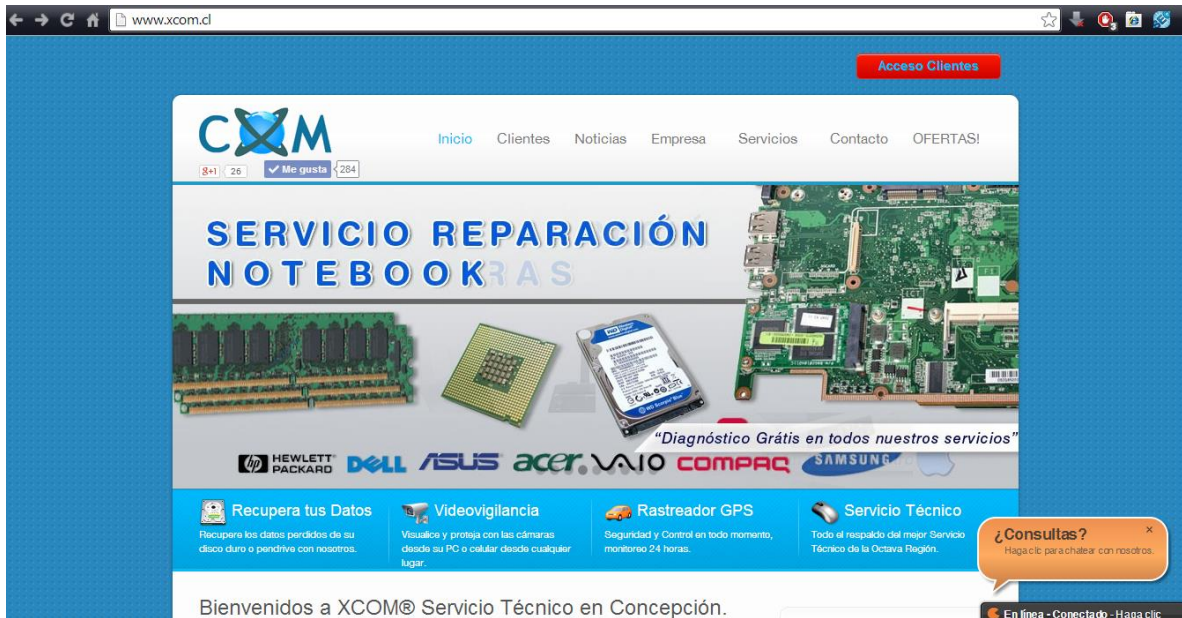 www.xcom.cl
Acceso Clientes
CXM
Inicio Clientes Noticias Empresa Servicios Contacto OFERTAS!
g+1 26 Me gusta 284
SERVICIO REPARACIÓN
NOTEBOOK
"Diagnóstico Grátis en todos nuestros servicios"
hp HEWLETT PACKARD DELL ASUS acer VAIO COMPAQ SAMSUNG
Recupera tus Datos
Recupere los datos perdidos de su
disco duro o pendrive con nosotros.
Videovigilancia
Visualice y proteja con las cámaras
desde su PC o celular desde cualquier
lugar.
Rastreador GPS
Seguridad y Control en todo momento,
monitoreo 24 horas.
Servicio Técnico
Todo el respaldo del mejor Servicio
Técnico de la Octava Región.
¿Consultas?
Haga clic para chatear con nosotros.
Bienvenidos a XCOM® Servicio Técnico en Concepción.
En línea - Conectado - Haga clic